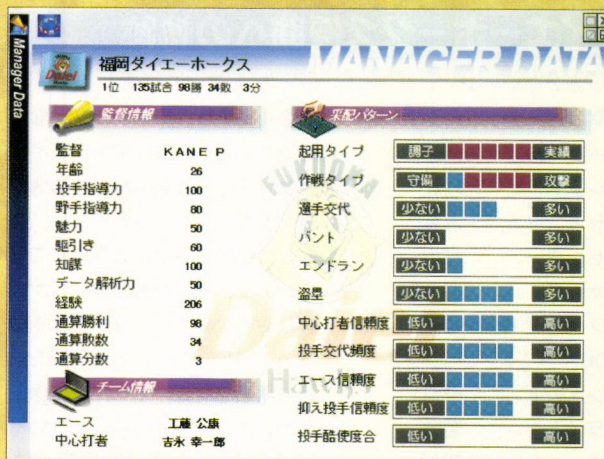 Manager Data
MANAGER DATA
Daiei
福岡ダイエーホークス
1位 135試合 98勝 34敗 3分
監督情報
監督 KANE P
年齢 26
投手指導力 100
野手指導力 80
魅力 50
駆引き 60
知謀 100
データ解析力 50
経験 206
通算勝利 98
通算敗数 34
通算分数 3
チーム情報
エース 工藤 公康
中心打者 吉永 幸一郎
采配パターン
起用タイプ 調子 実績
作戦タイプ 守備 攻撃
選手交代 少ない 多い
バント 少ない 多い
エンドラン 少ない 多い
盗塁 少ない 多い
中心打者信頼度 低い 高い
投手交代頻度 低い 高い
エース信頼度 低い 高い
抑え投手信頼度 低い 高い
投手酷使度合 低い 高い
FUKUOKA
Daiei
Hawks